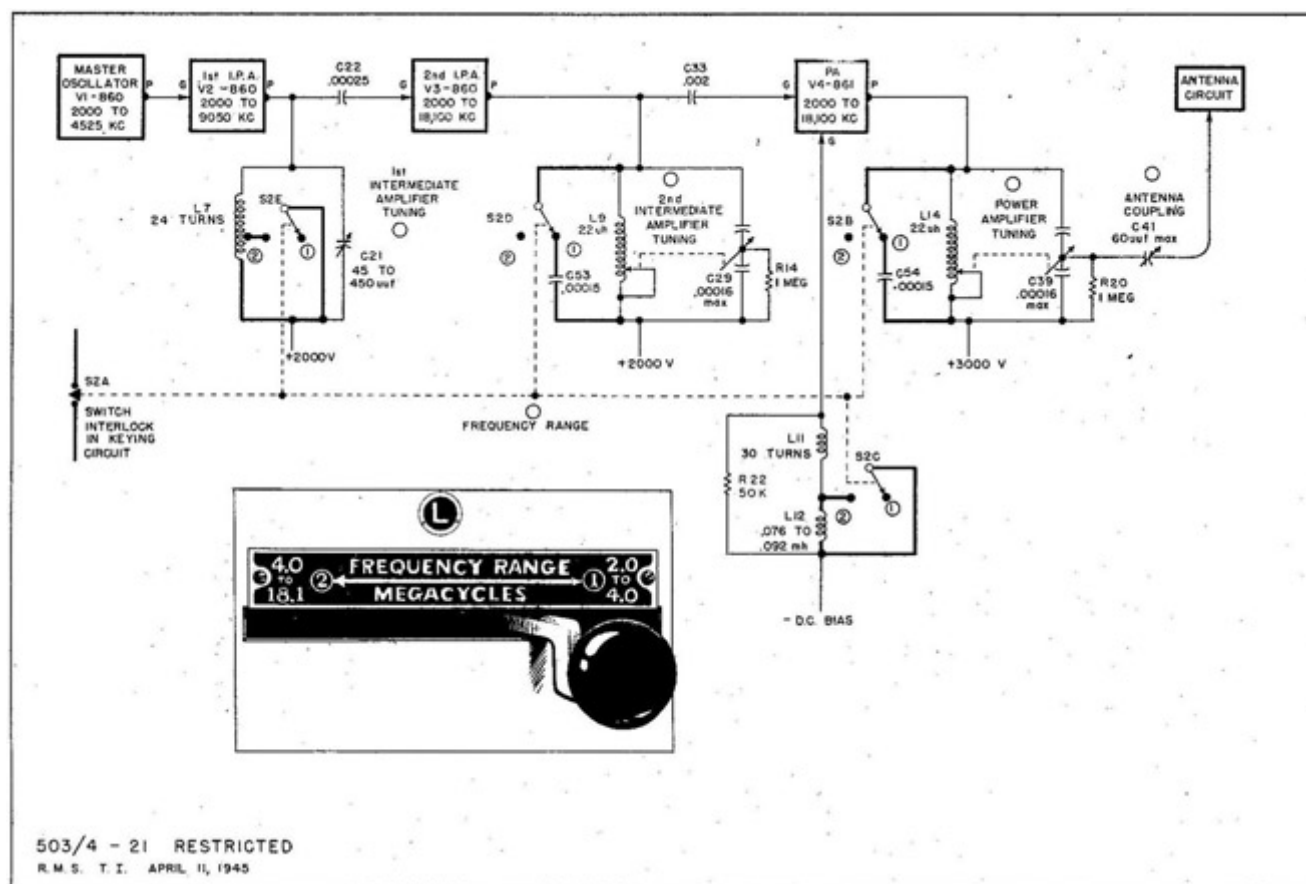 MASTER
OSCILLATOR
V1-860
2000 TO
4525 KC
P
G
1st I.P.A.
V2-860
2000 TO
9050 KC
P
C22
.00025
G
2nd I.P.A.
V3-860
2000 TO
18,100 KC
P
C33
.002
G
PA
V4-861
2000 TO
18,100 KC
P
G
ANTENNA
CIRCUIT
L7
24 TURNS
S2E
②
①
C21
45 TO
450 uuf
1st
INTERMEDIATE
AMPLIFIER
TUNING
+2000V
S2D
②
①
C53
.00015
L9
22uh
2nd
INTERMEDIATE
AMPLIFIER
TUNING
C29
.00016
max
R14
1 MEG
+2000 V
S2B
②
①
C54
.00015
L14
22uh
POWER
AMPLIFIER
TUNING
C39
.00016
max
R20
1 MEG
ANTENNA
COUPLING
C41
60uuf max
+3000 V
S2A
SWITCH
INTERLOCK
IN KEYING
CIRCUIT
FREQUENCY RANGE
L11
30 TURNS
S2C
R22
50K
②
①
L12
.076 TO
.092 mh
- D.C. BIAS
L
4.0
TO
18.1
② FREQUENCY RANGE ①
MEGACYCLES
2.0
TO
4.0
503/4 - 21 RESTRICTED
R.M.S. T.I. APRIL 11, 1945